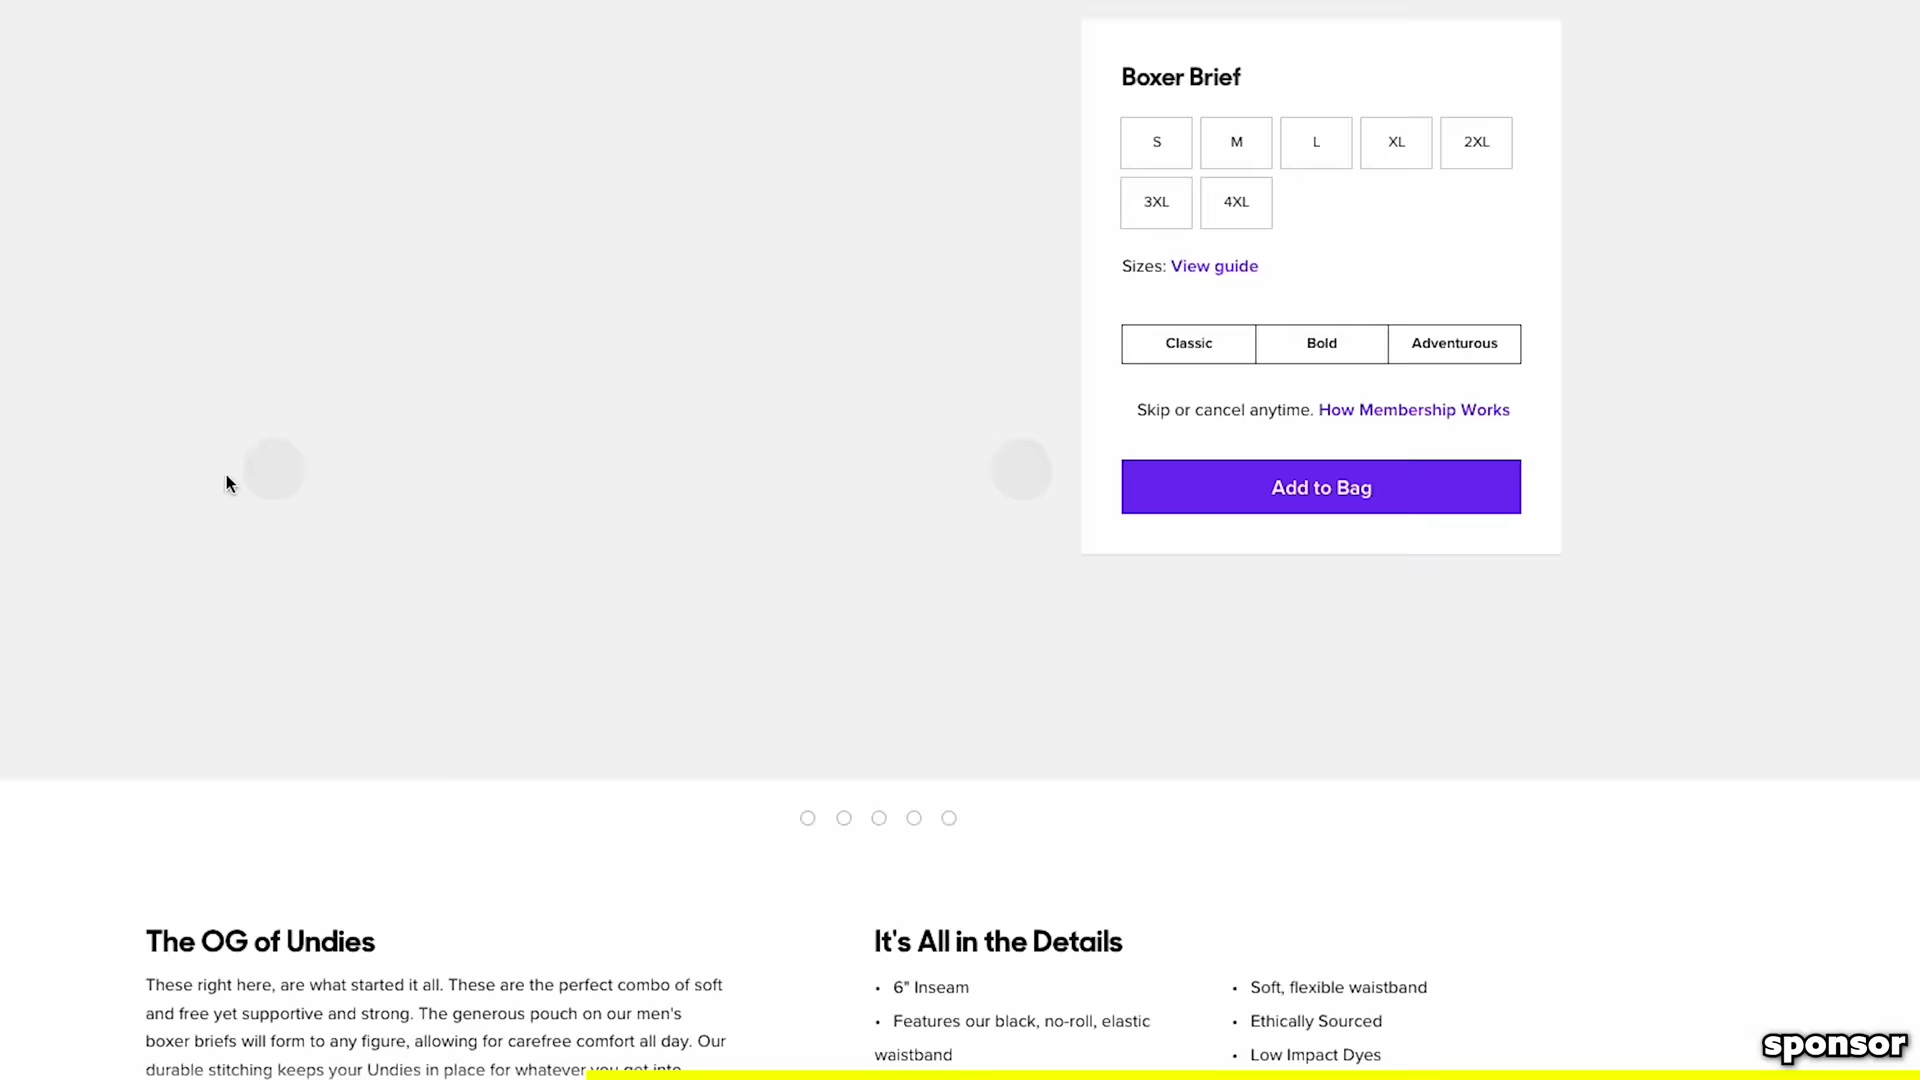 Boxer Brief
S M L XL 2XL
3XL 4XL
Sizes: View guide
Classic Bold Adventurous
Skip or cancel anytime. How Membership Works
Add to Bag
The OG of Undies
These right here, are what started it all. These are the perfect combo of soft
and free yet supportive and strong. The generous pouch on our men's
boxer briefs will form to any figure, allowing for carefree comfort all day. Our
durable stitching keeps your Undies in place for whatever you get into
It's All in the Details
• 6" Inseam
• Features our black, no-roll, elastic
waistband
• Soft, flexible waistband
• Ethically Sourced
• Low Impact Dyes
sponsor